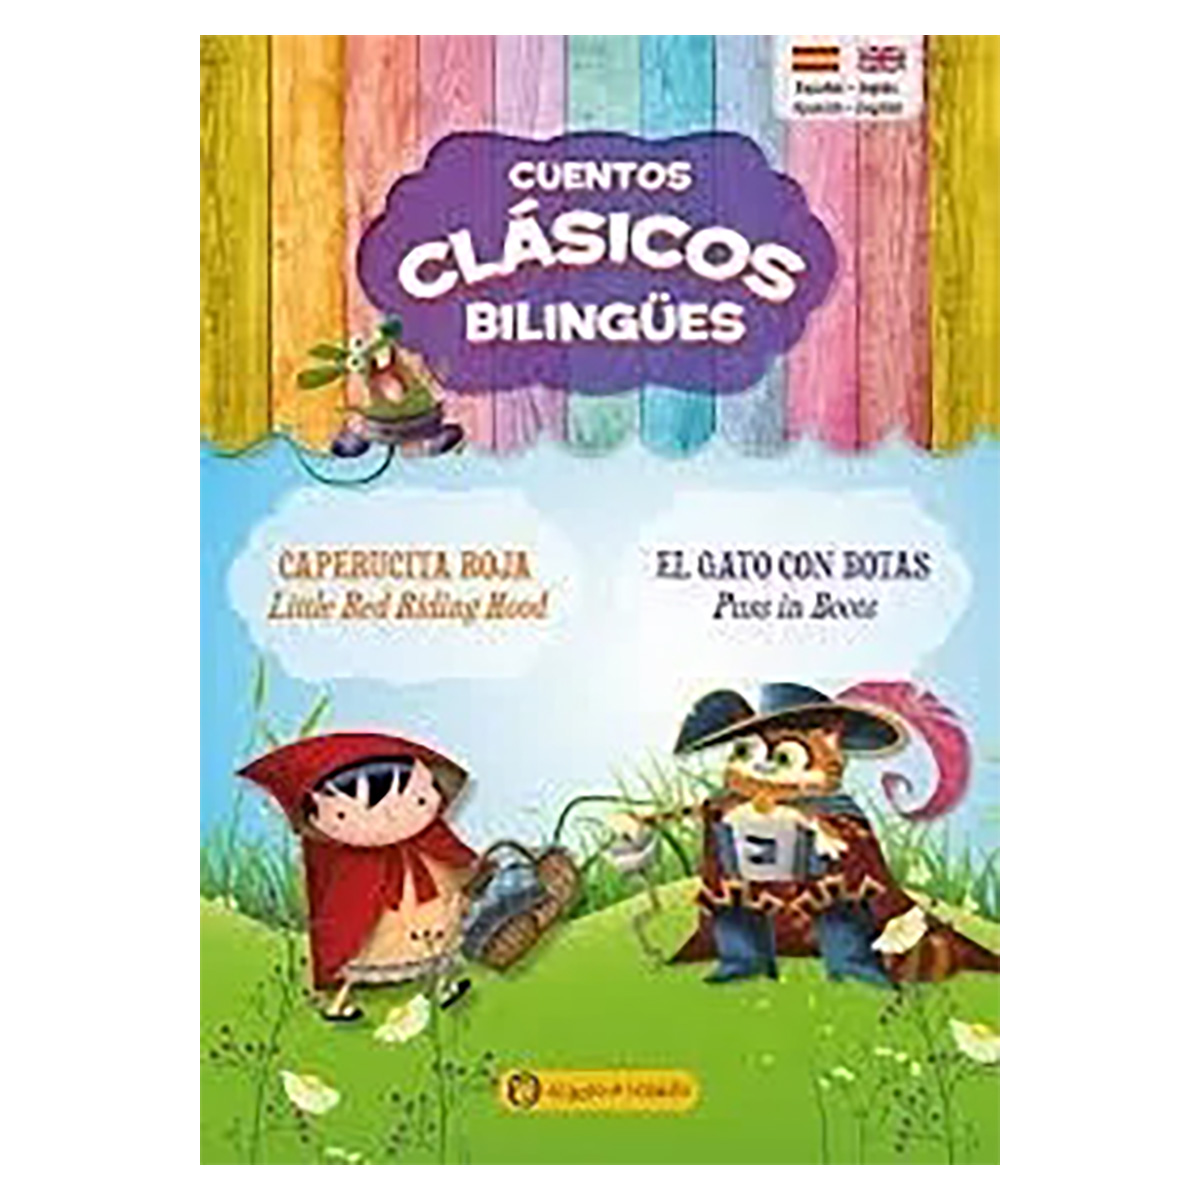 Español - Inglés
Spanish - English
CUENTOS
CLÁSICOS
BILINGÜES
CAPERUCITA ROJA
Little Red Riding Hood
EL GATO CON BOTAS
Puss in Boots